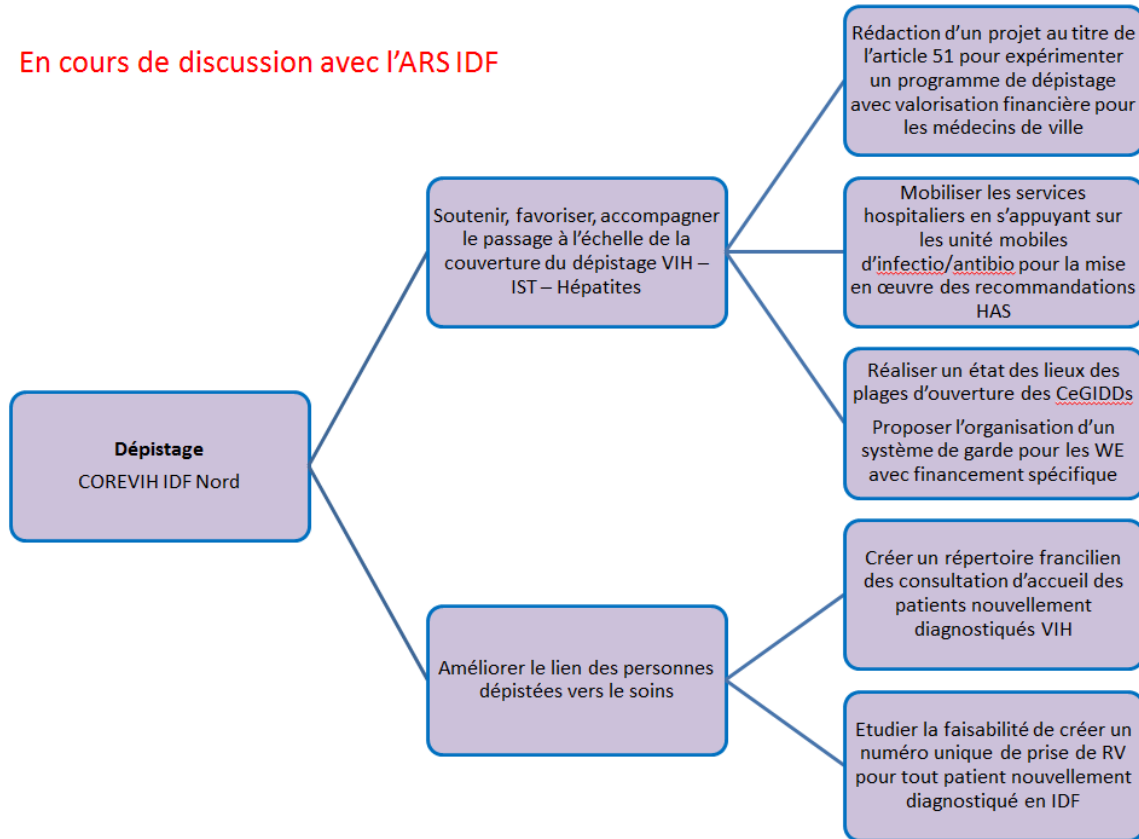 En cours de discussion avec l'ARS IDF
Dépistage
COREVIH IDF Nord
Soutenir, favoriser, accompagner
le passage à l'échelle de la
couverture du dépistage VIH –
IST – Hépatites
Améliorer le lien des personnes
dépistées vers le soins
Rédaction d'un projet au titre de
l'article 51 pour expérimenter
un programme de dépistage
avec valorisation financière pour
les médecins de ville
Mobiliser les services
hospitaliers en s'appuyant sur
les unité mobiles
d'infectio/antibio pour la mise
en œuvre des recommandations
HAS
Réaliser un état des lieux des
plages d'ouverture des CeGIDDs
Proposer l'organisation d'un
système de garde pour les WE
avec financement spécifique
Créer un répertoire francilien
des consultation d'accueil des
patients nouvellement
diagnostiqués VIH
Etudier la faisabilité de créer un
numéro unique de prise de RV
pour tout patient nouvellement
diagnostiqué en IDF